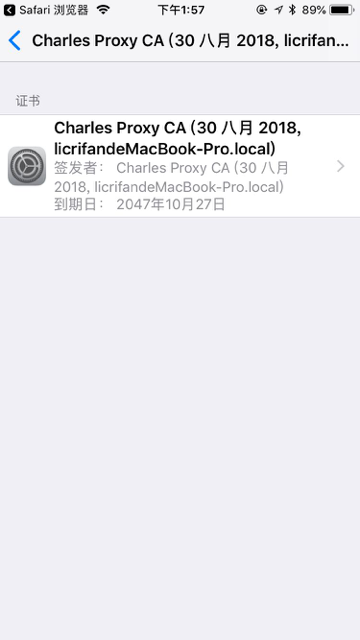 Safari 浏览器 下午1:57 89%
Charles Proxy CA (30 八月 2018, licrifan...
证书
Charles Proxy CA (30 八月 2018,
licrifandeMacBook-Pro.local)
签发者： Charles Proxy CA (30 八月
2018, licrifandeMacBook-Pro.local)
到期日： 2047年10月27日